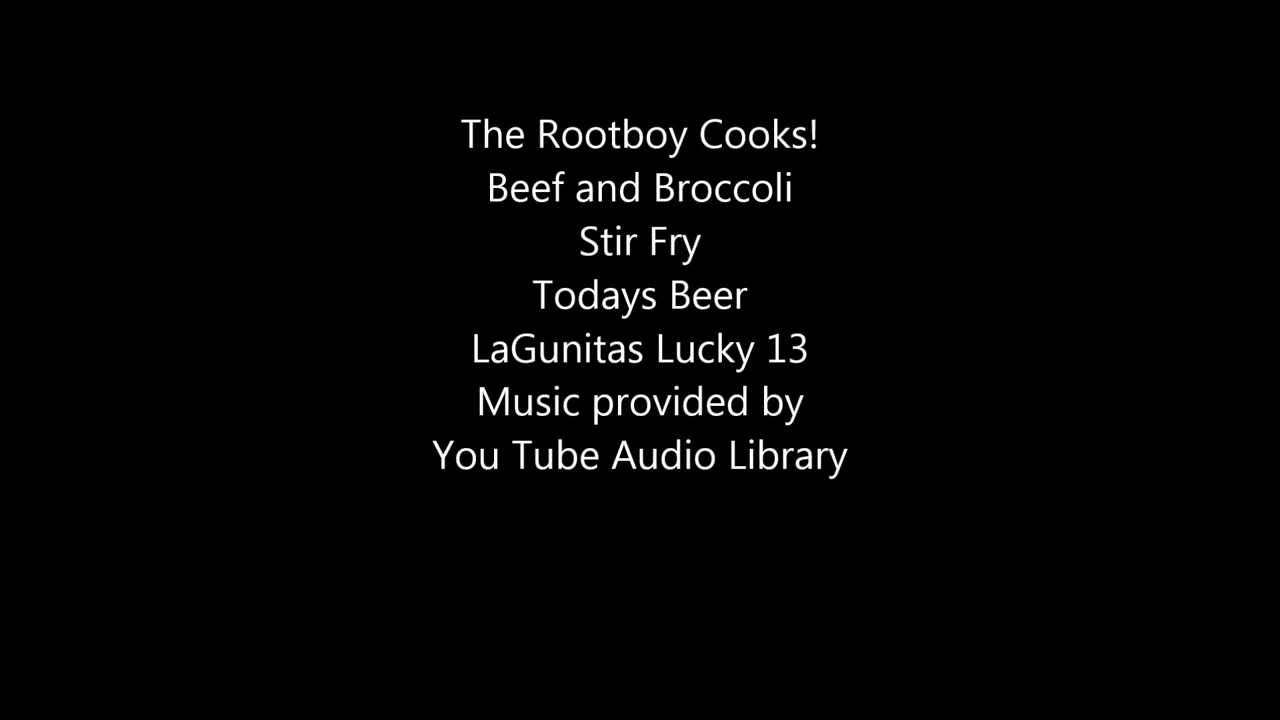 The Rootboy Cooks!
Beef and Broccoli
Stir Fry
Todays Beer
LaGunitas Lucky 13
Music provided by
You Tube Audio Library